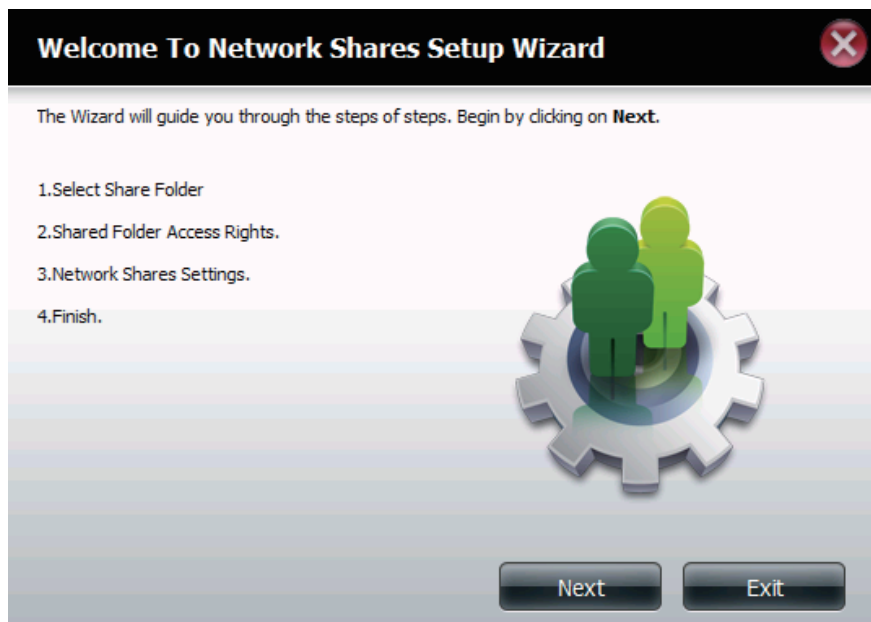 Welcome To Network Shares Setup Wizard
The Wizard will guide you through the steps of steps. Begin by clicking on Next.
1.Select Share Folder
2.Shared Folder Access Rights.
3.Network Shares Settings.
4.Finish.
Next Exit